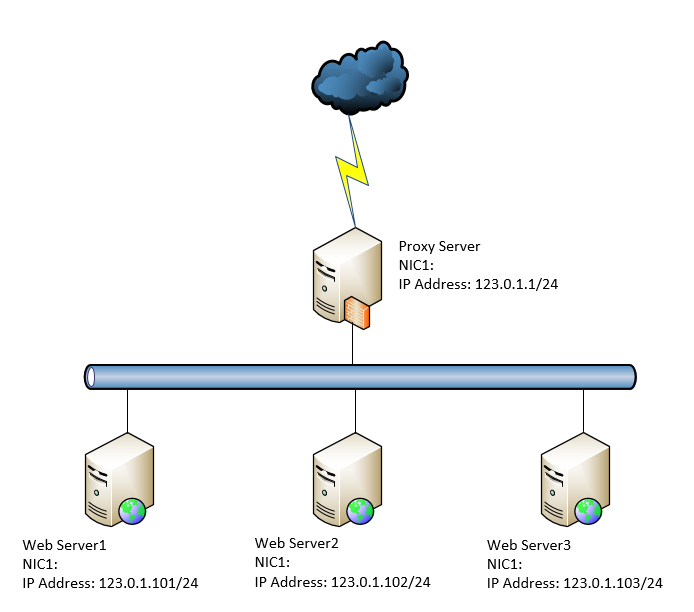 Proxy Server
NIC1:
IP Address: 123.0.1.1/24
Web Server1
NIC1:
IP Address: 123.0.1.101/24
Web Server2
NIC1:
IP Address: 123.0.1.102/24
Web Server3
NIC1:
IP Address: 123.0.1.103/24